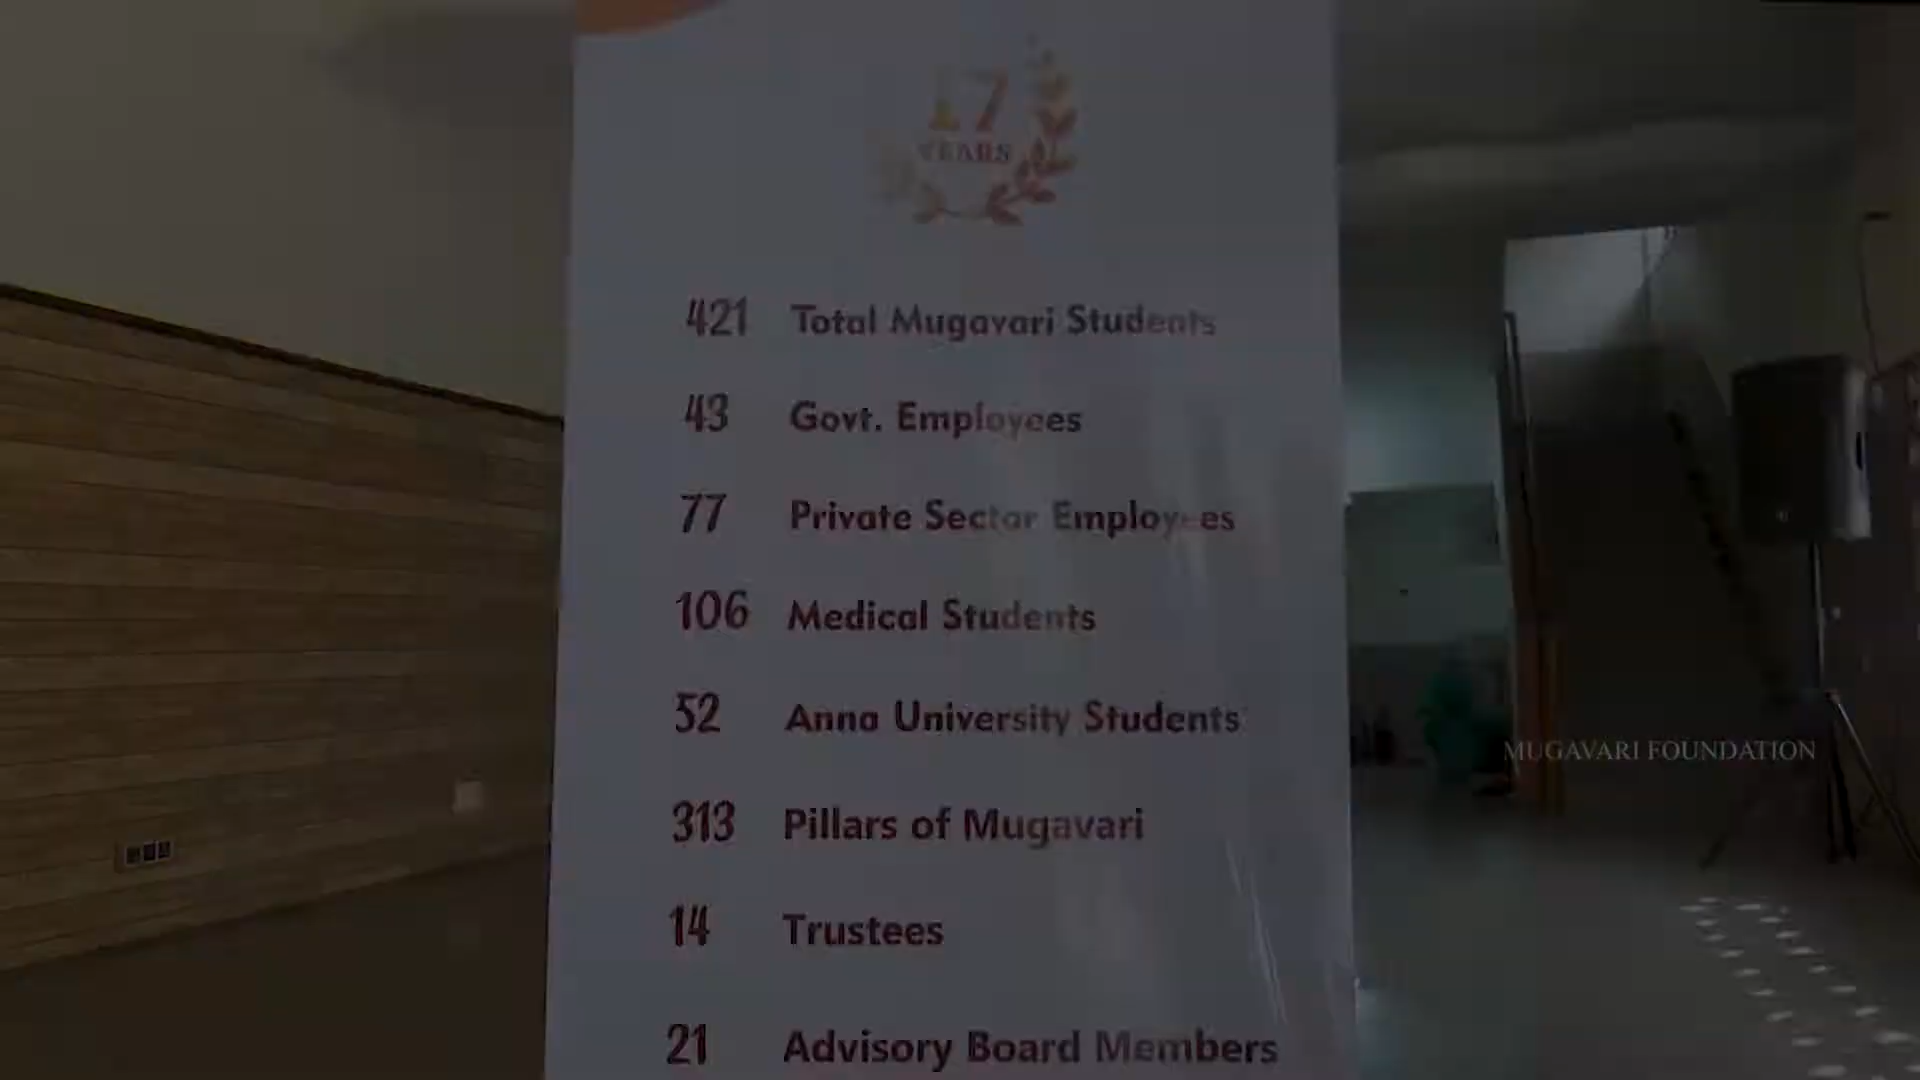 17
YEARS
421 Total Mugavari Students
43 Govt. Employees
77 Private Sector Employees
106 Medical Students
52 Anna University Students
313 Pillars of Mugavari
14 Trustees
21 Advisory Board Members
MUGAVARI FOUNDATION